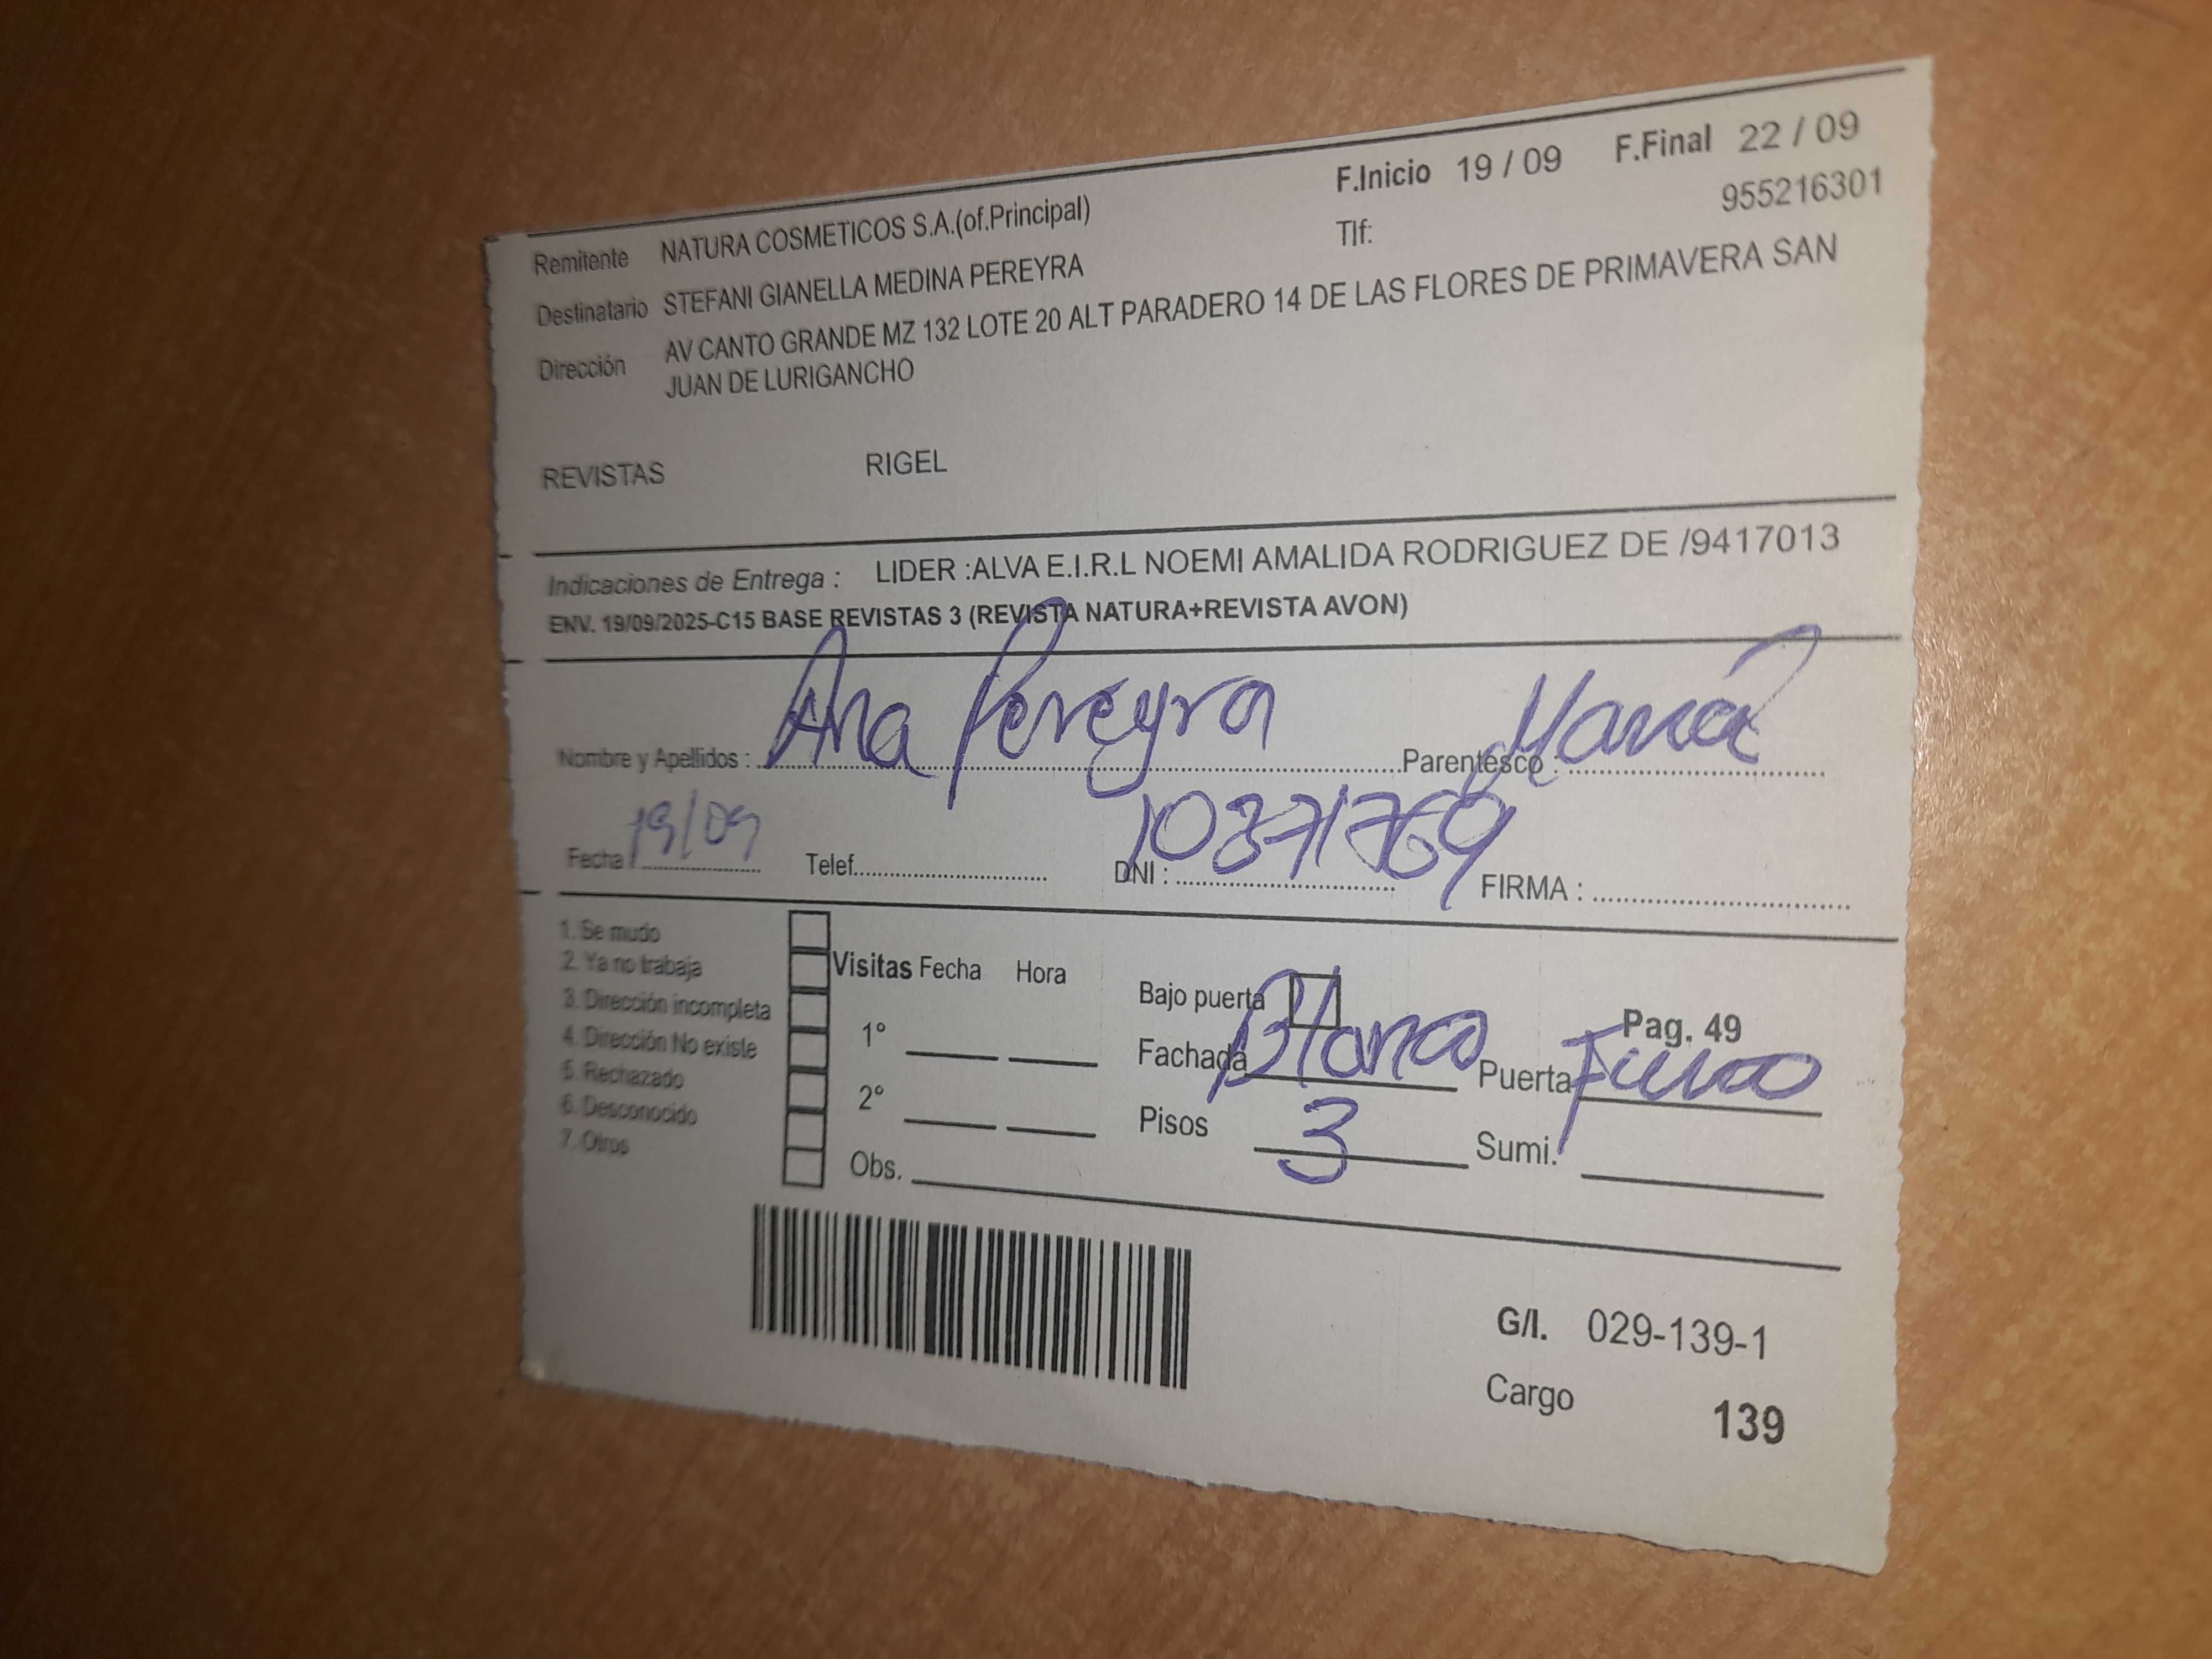 F.Inicio 19 / 09 F.Final 22 / 09
Remitente NATURA COSMETICOS S.A.(of.Principal) Tlf: 955216301
Destinatario STEFANI GIANELLA MEDINA PEREYRA
Dirección AV CANTO GRANDE MZ 132 LOTE 20 ALT PARADERO 14 DE LAS FLORES DE PRIMAVERA SAN
JUAN DE LURIGANCHO
REVISTAS RIGEL
Indicaciones de Entrega : LIDER :ALVA E.I.R.L NOEMI AMALIDA RODRIGUEZ DE /9417013
ENV. 19/09/2025-C15 BASE REVISTAS 3 (REVISTA NATURA+REVISTA AVON)
Nombre y Apellidos : Ana Pereyra Parentesco :
Fecha 19/09 Telef. DNI : 10371769 FIRMA :
1. Se mudo
2. Ya no trabaja
3. Dirección incompleta
4. Dirección No existe
5. Rechazado
6. Desconocido
7. Otros
Visitas Fecha Hora
1°
2°
Obs.
Bajo puerta Pag. 49
Fachada Blanco Puerta
Pisos 3 Sumi.
G/I. 029-139-1
Cargo 139